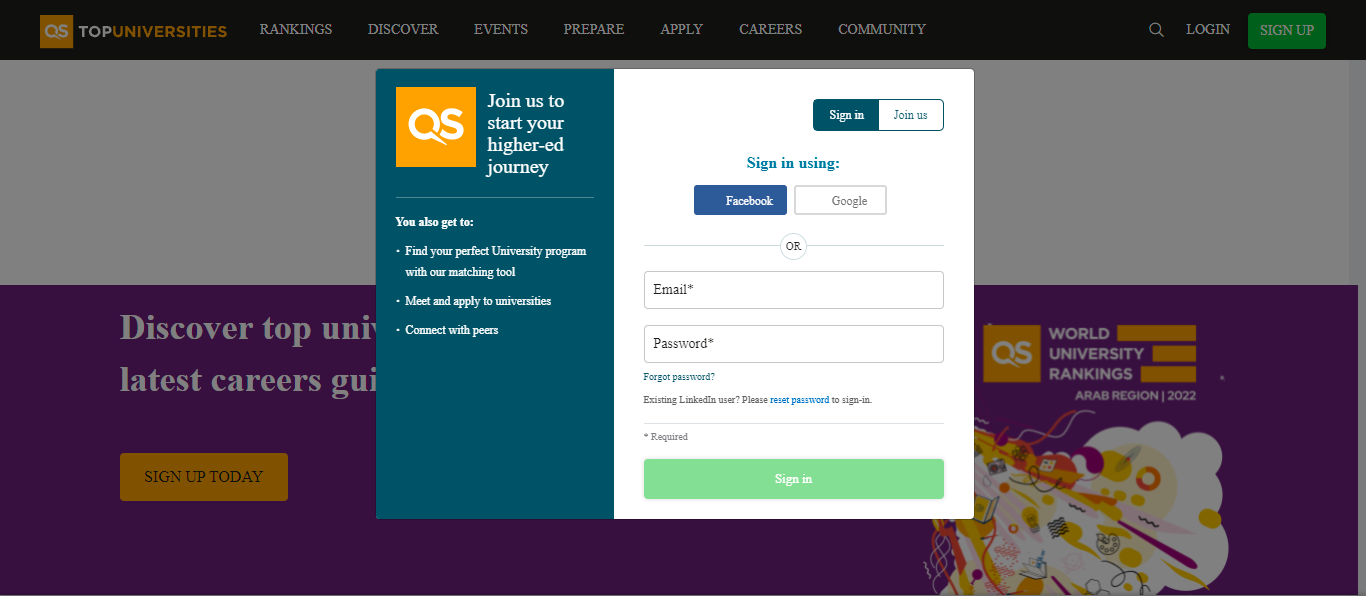 QS TOPUNIVERSITIES RANKINGS DISCOVER EVENTS PREPARE APPLY CAREERS COMMUNITY LOGIN SIGN UP
QS
Join us to
start your
higher-ed
journey
You also get to:
· Find your perfect University program
with our matching tool
· Meet and apply to universities
· Connect with peers
Sign in Join us
Sign in using:
Facebook Google
OR
Email*
Password*
Forgot password?
Existing LinkedIn user? Please reset password to sign-in.
* Required
Sign in
Discover top
latest careers
SIGN UP TODAY
QS
WORLD
UNIVERSITY
RANKINGS
ARAB REGION | 2022